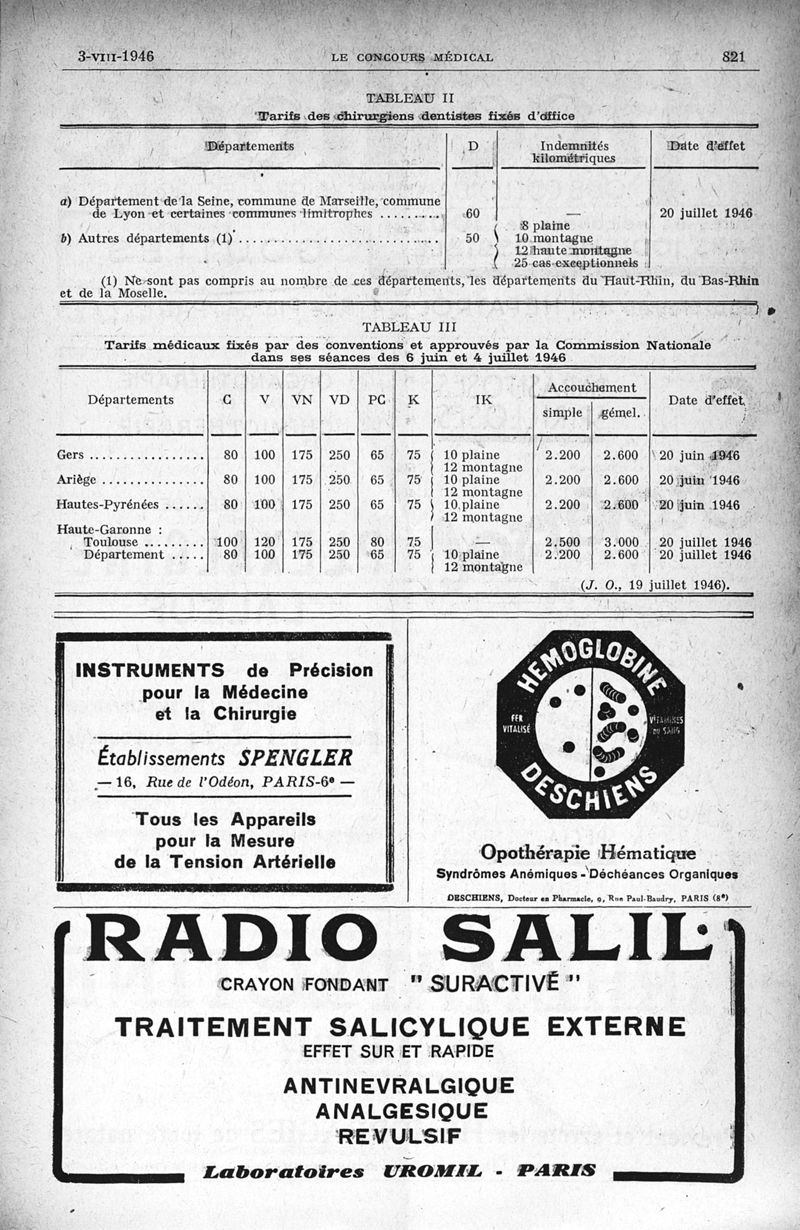 3-VIII-1946 LE CONCOURS MÉDICAL 821
TABLEAU II
Tarifs des chirurgiens dentistes fixés d'office
Départements D Indemnités kilométriques Date d'effet
a) Département de la Seine, commune de Marseille, commune
de Lyon et certaines communes limitrophes .......... 60 — 20 juillet 1946
8 plaine
b) Autres départements (1) .............................. 50 10 montagne
12 haute montagne
25 cas exceptionnels
(1) Ne sont pas compris au nombre de ces départements, les départements du Haut-Rhin, du Bas-Rhin
et de la Moselle.
TABLEAU III
Tarifs médicaux fixés par des conventions et approuvés par la Commission Nationale
dans ses séances des 6 juin et 4 juillet 1946
Départements C V VN VD PC K IK Accouchement Date d'effet
simple gémel.
Gers ................. 80 100 175 250 65 75 10 plaine 2.200 2.600 20 juin 1946
12 montagne
Ariège ............... 80 100 175 250 65 75 10 plaine 2.200 2.600 20 juin 1946
12 montagne
Hautes-Pyrénées ...... 80 100 175 250 65 75 10 plaine 2.200 2.600 20 juin 1946
12 montagne
Haute-Garonne :
Toulouse ......... 100 120 175 250 80 75 — 2.500 3.000 20 juillet 1946
Département ..... 80 100 175 250 65 75 10 plaine 2.200 2.600 20 juillet 1946
12 montagne
(J. O., 19 juillet 1946).
INSTRUMENTS de Précision
pour la Médecine
et la Chirurgie
Établissements SPENGLER
— 16, Rue de l'Odéon, PARIS-6e —
Tous les Appareils
pour la Mesure
de la Tension Artérielle
HÉMOGLOBINE
FER
VITALISÉ
VITAMINES
DU SANG
DESCHIENS
Opothérapie Hématique
Syndrômes Anémiques - Déchéances Organiques
DESCHIENS, Docteur en Pharmacie, 9, Rue Paul-Baudry, PARIS (8e)
RADIO SALIL
CRAYON FONDANT "SURACTIVÉ"
TRAITEMENT SALICYLIQUE EXTERNE
EFFET SUR ET RAPIDE
ANTINEVRALGIQUE
ANALGESIQUE
REVULSIF
Laboratoires UROMIL - PARIS